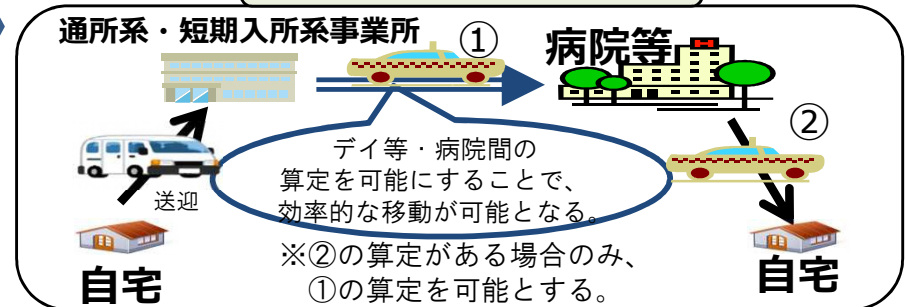 通所系・短期入所系事業所
①
病院等
H
②
デイ等・病院間の
算定を可能にすることで、
効率的な移動が可能となる。
送迎
※②の算定がある場合のみ、
①の算定を可能とする。
自宅
自宅